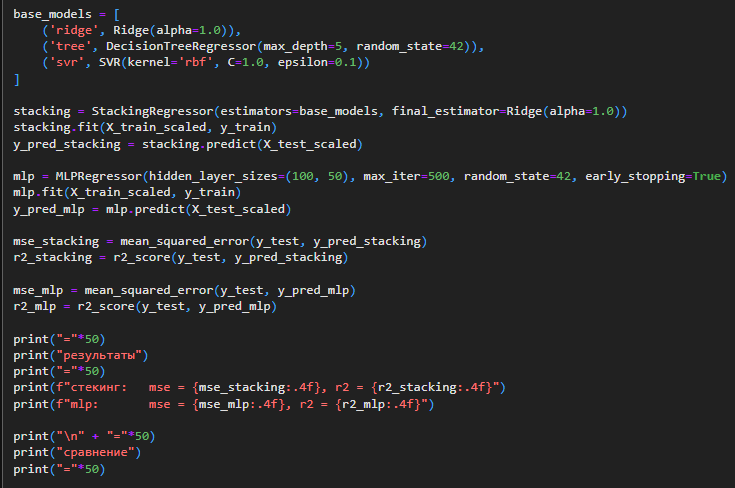 base_models = [
    ('ridge', Ridge(alpha=1.0)),
    ('tree', DecisionTreeRegressor(max_depth=5, random_state=42)),
    ('svr', SVR(kernel='rbf', C=1.0, epsilon=0.1))
]

stacking = StackingRegressor(estimators=base_models, final_estimator=Ridge(alpha=1.0))
stacking.fit(X_train_scaled, y_train)
y_pred_stacking = stacking.predict(X_test_scaled)

mlp = MLPRegressor(hidden_layer_sizes=(100, 50), max_iter=500, random_state=42, early_stopping=True)
mlp.fit(X_train_scaled, y_train)
y_pred_mlp = mlp.predict(X_test_scaled)

mse_stacking = mean_squared_error(y_test, y_pred_stacking)
r2_stacking = r2_score(y_test, y_pred_stacking)

mse_mlp = mean_squared_error(y_test, y_pred_mlp)
r2_mlp = r2_score(y_test, y_pred_mlp)

print("="*50)
print("результаты")
print("="*50)
print(f"стекинг:   mse = {mse_stacking:.4f}, r2 = {r2_stacking:.4f}")
print(f"mlp:       mse = {mse_mlp:.4f}, r2 = {r2_mlp:.4f}")

print("\n" + "="*50)
print("сравнение")
print("="*50)